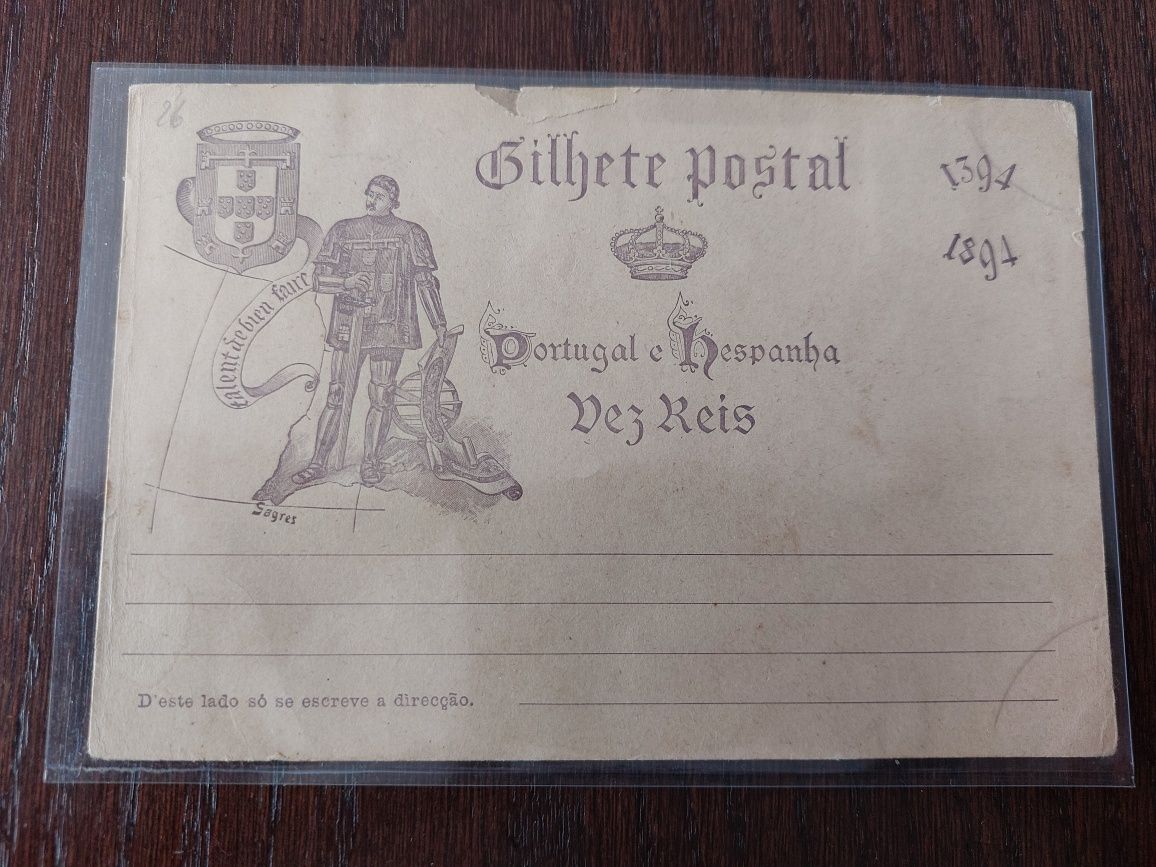 26
Bilhete Postal
1394
1894
talent de bien faire
Portugal e Hespanha
Dez Reis
Sagres
D'este lado só se escreve a direcção.